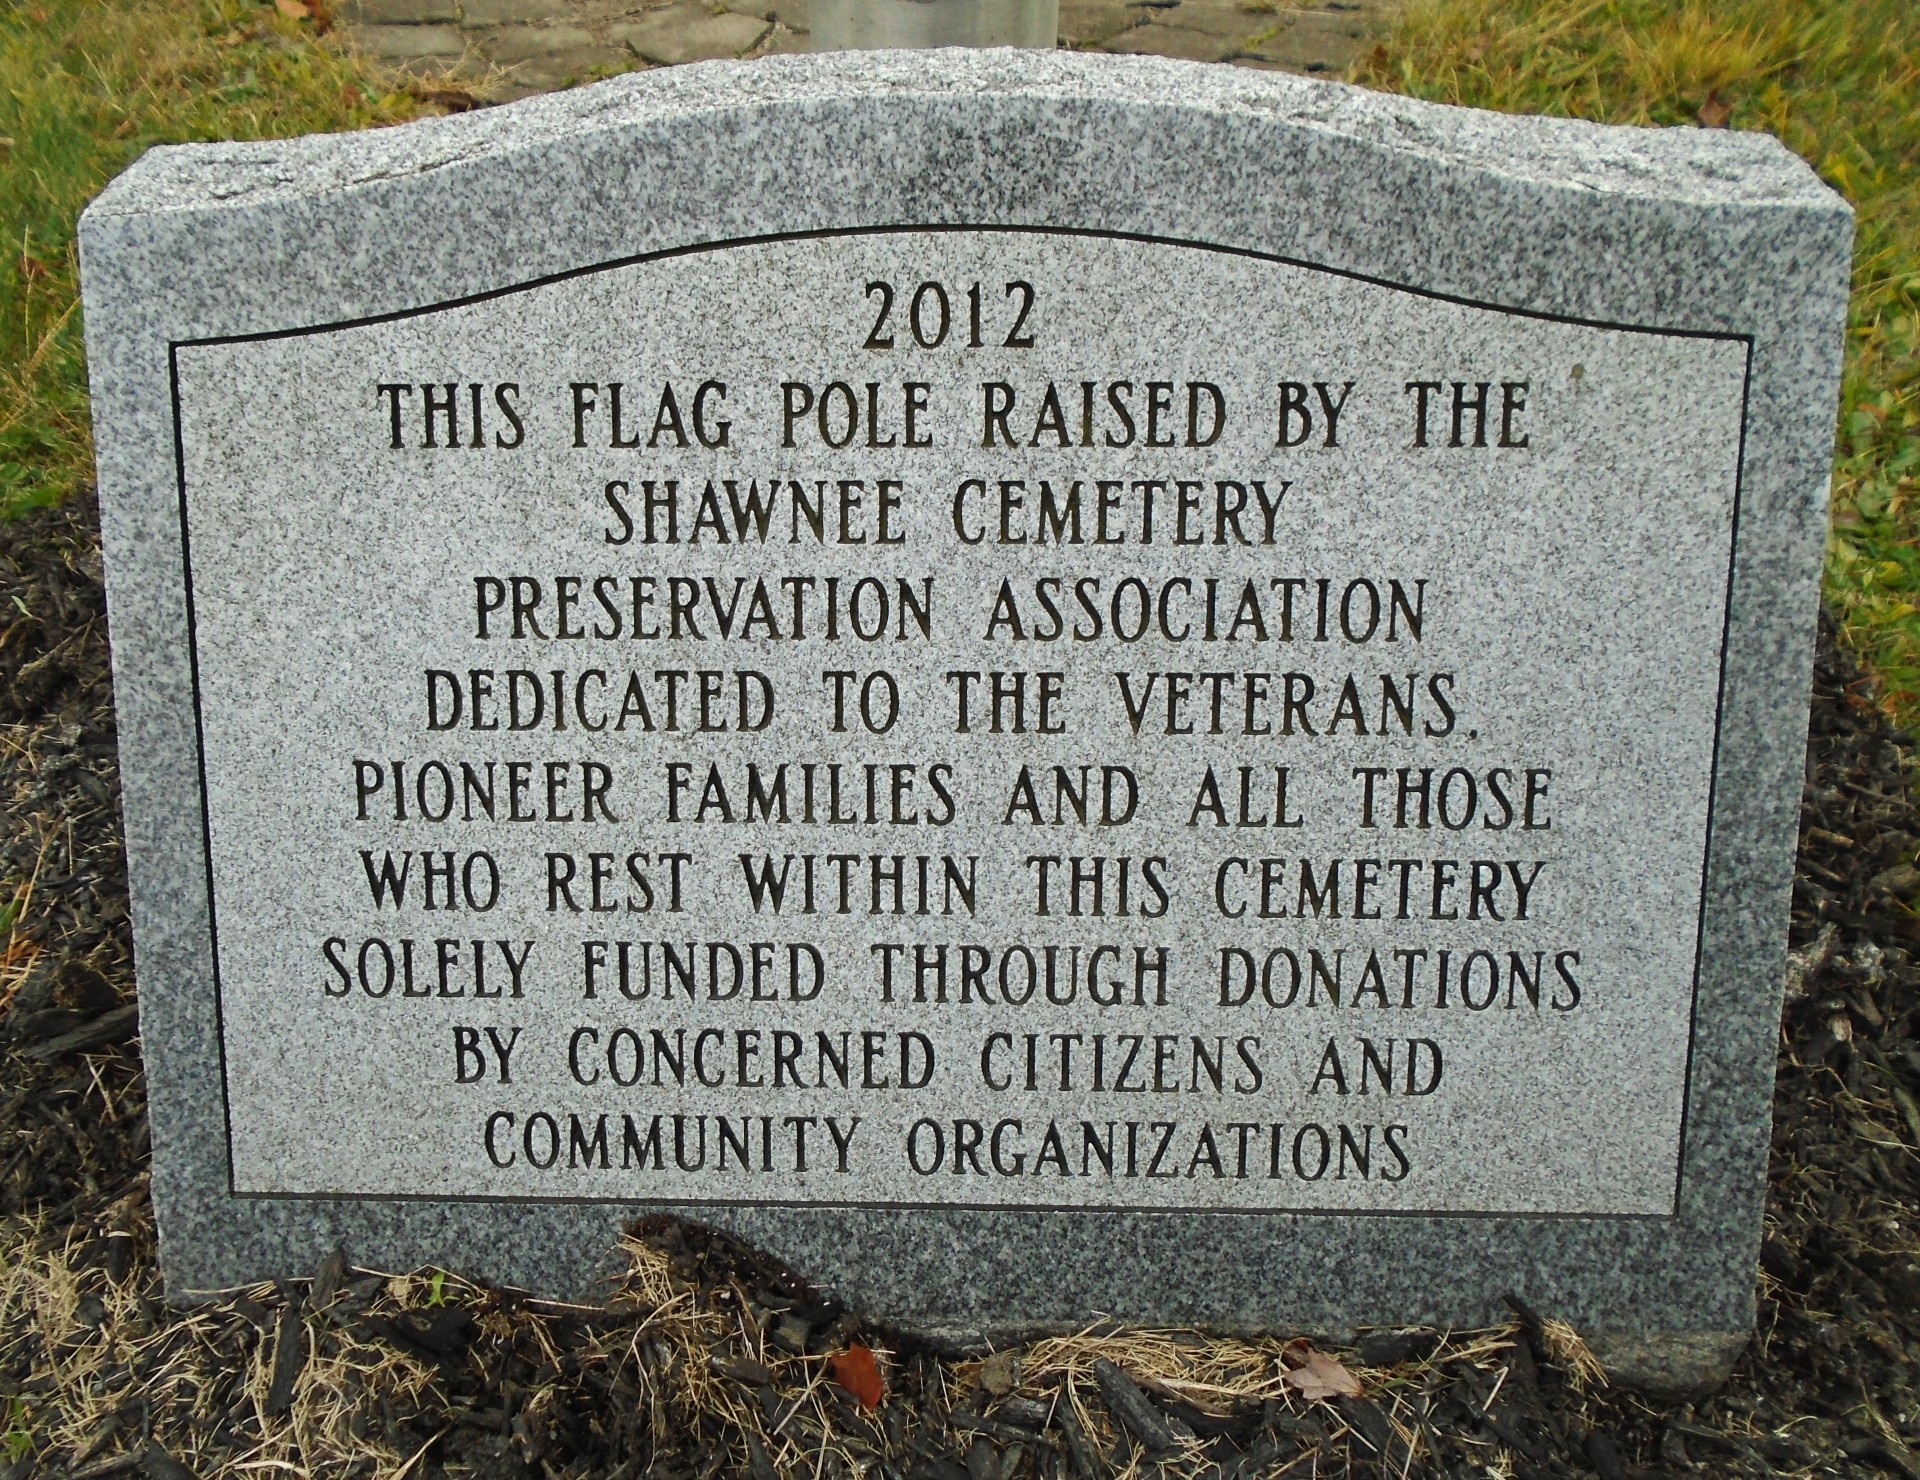 2012
THIS FLAG POLE RAISED BY THE
SHAWNEE CEMETERY
PRESERVATION ASSOCIATION
DEDICATED TO THE VETERANS,
PIONEER FAMILIES AND ALL THOSE
WHO REST WITHIN THIS CEMETERY
SOLELY FUNDED THROUGH DONATIONS
BY CONCERNED CITIZENS AND
COMMUNITY ORGANIZATIONS